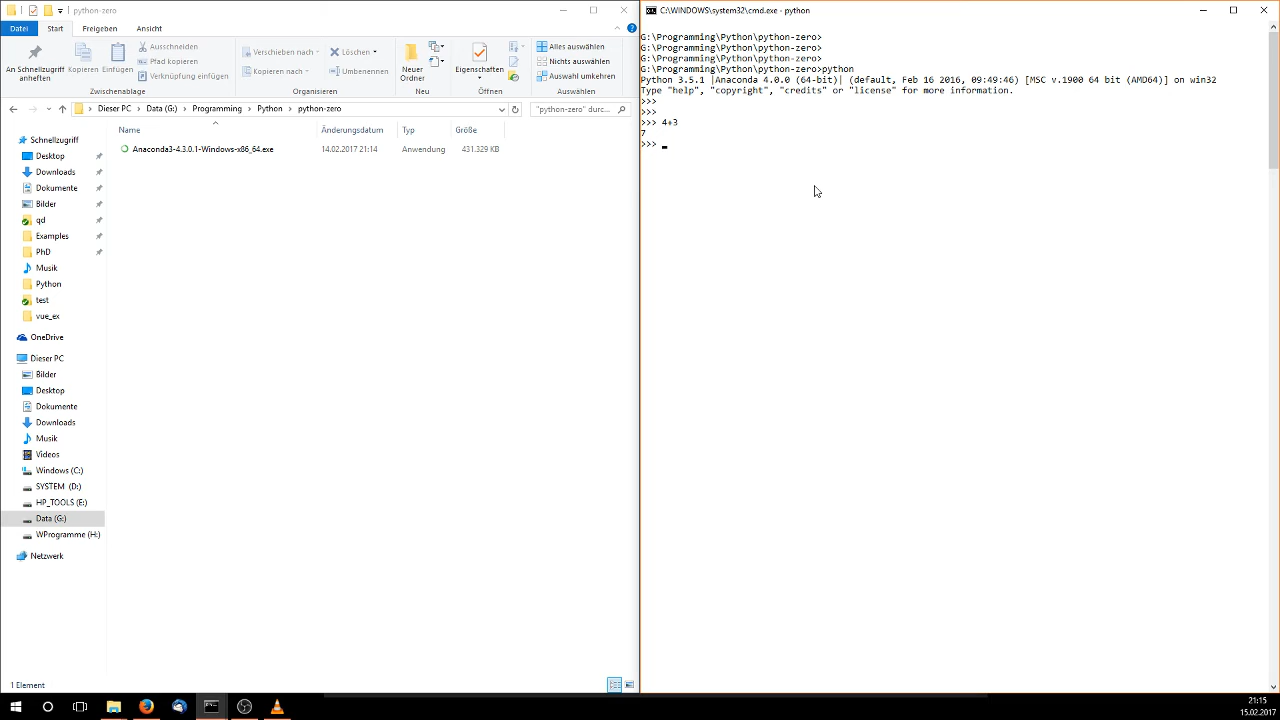 python-zero
Datei
Start
Freigeben
Ansicht
An Schnellzugriff anheften
Kopieren
Einfügen
Ausschneiden
Pfad kopieren
Verknüpfung einfügen
Zwischenablage
Verschieben nach
Kopieren nach
Löschen
Umbenennen
Organisieren
Neuer Ordner
Neu
Eigenschaften
Öffnen
Alles auswählen
Nichts auswählen
Auswahl umkehren
Auswählen
Dieser PC > Data (G:) > Programming > Python > python-zero
"python-zero" durc...
Name
Änderungsdatum
Typ
Größe
Anaconda3-4.3.0.1-Windows-x86_64.exe
14.02.2017 21:14
Anwendung
431.329 KB
Schnellzugriff
Desktop
Downloads
Dokumente
Bilder
qd
Examples
PhD
Musik
Python
test
vue_ex
OneDrive
Dieser PC
Bilder
Desktop
Dokumente
Downloads
Musik
Videos
Windows (C:)
SYSTEM (D:)
HP_TOOLS (E:)
Data (G:)
WProgramme (H:)
Netzwerk
1 Element
C:\WINDOWS\system32\cmd.exe - python
G:\Programming\Python\python-zero>
G:\Programming\Python\python-zero>
G:\Programming\Python\python-zero>
G:\Programming\Python\python-zero>python
Python 3.5.1 |Anaconda 4.0.0 (64-bit)| (default, Feb 16 2016, 09:49:46) [MSC v.1900 64 bit (AMD64)] on win32
Type "help", "copyright", "credits" or "license" for more information.
>>>
>>>
>>> 4+3
7
>>>
21:15
15.02.2017